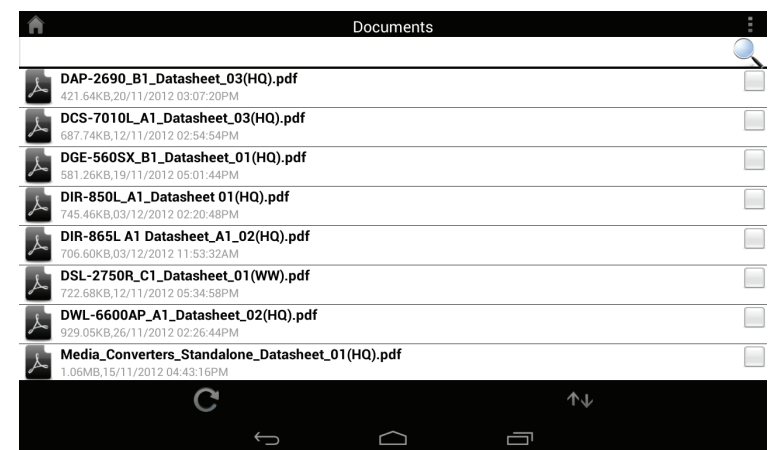 Documents
DAP-2690_B1_Datasheet_03(HQ).pdf
421.64KB,20/11/2012 03:07:20PM
DCS-7010L_A1_Datasheet_03(HQ).pdf
687.74KB,12/11/2012 02:54:54PM
DGE-560SX_B1_Datasheet_01(HQ).pdf
581.26KB,19/11/2012 05:01:44PM
DIR-850L_A1_Datasheet 01(HQ).pdf
745.46KB,03/12/2012 02:20:48PM
DIR-865L A1 Datasheet_A1_02(HQ).pdf
706.60KB,03/12/2012 11:53:32AM
DSL-2750R_C1_Datasheet_01(WW).pdf
722.68KB,12/11/2012 05:34:58PM
DWL-6600AP_A1_Datasheet_02(HQ).pdf
929.05KB,26/11/2012 02:26:44PM
Media_Converters_Standalone_Datasheet_01(HQ).pdf
1.06MB,15/11/2012 04:43:16PM